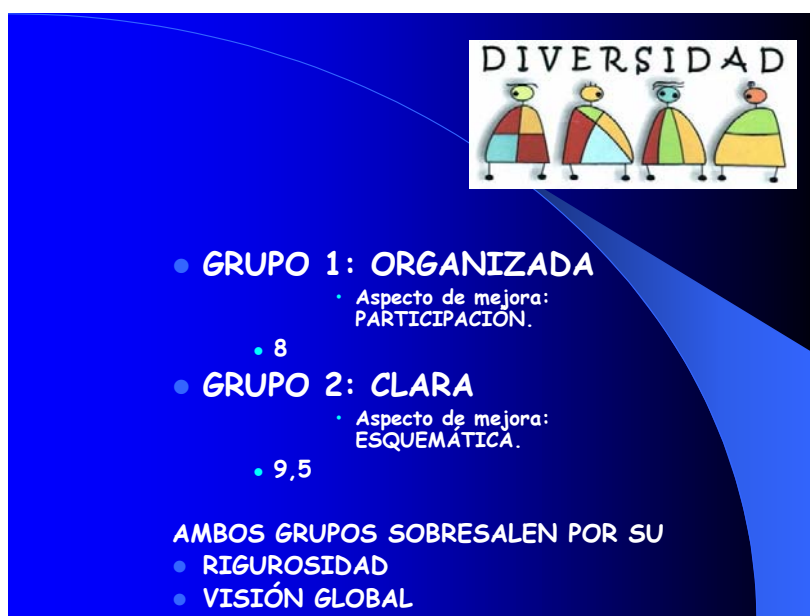 DIVERSIDAD
GRUPO 1: ORGANIZADA
Aspecto de mejora:
PARTICIPACIÓN.
8
GRUPO 2: CLARA
Aspecto de mejora:
ESQUEMÁTICA.
9,5
AMBOS GRUPOS SOBRESALEN POR SU
RIGUROSIDAD
VISIÓN GLOBAL